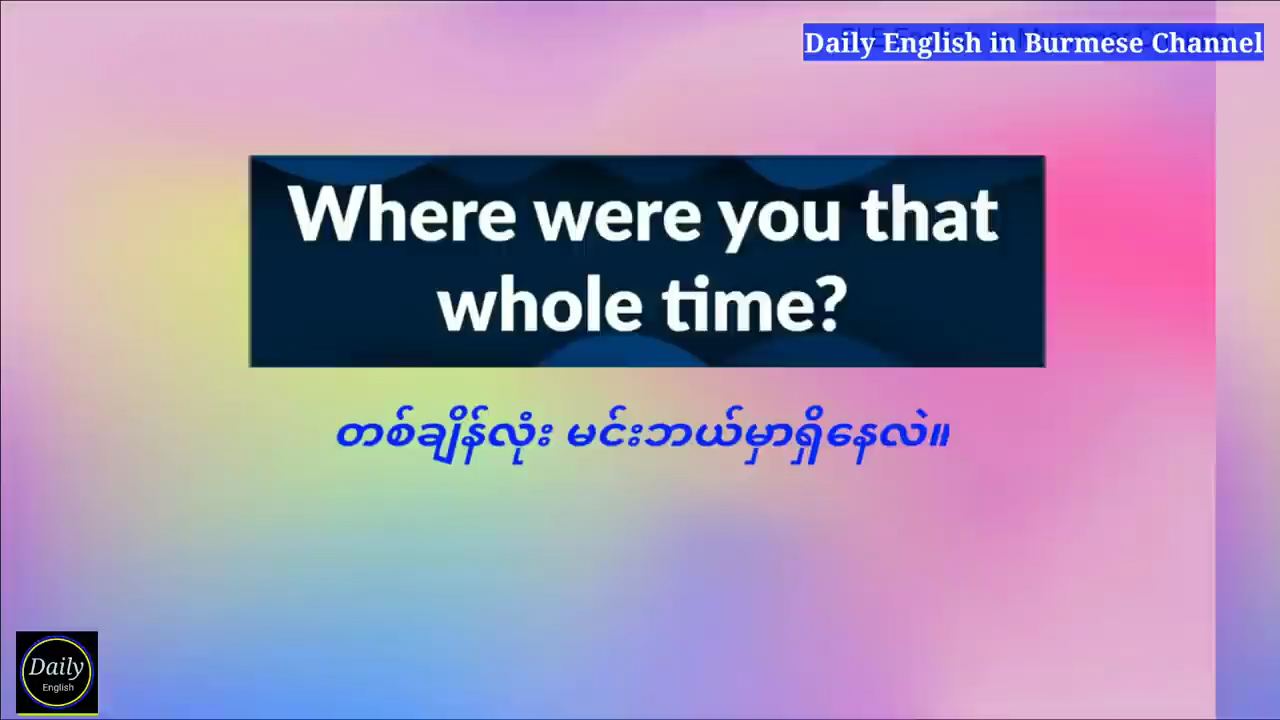 Daily English in Burmese Channel
Where were you that
whole time?
တစ်ချိန်လုံး မင်းဘယ်မှာရှိနေလဲ။
Daily
English